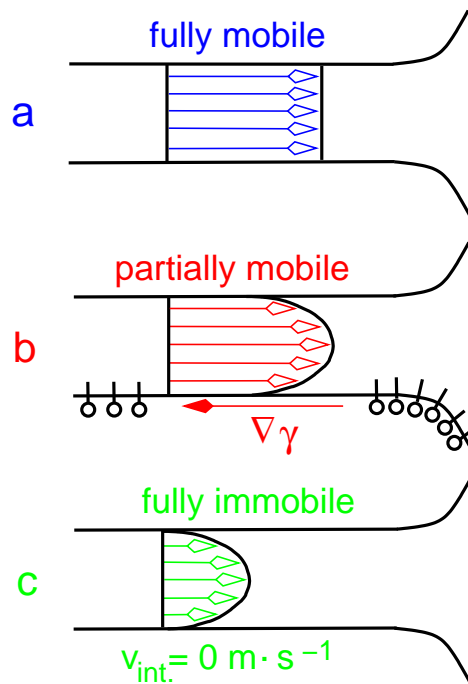 fully mobile
a
partially mobile
b
∇γ
fully immobile
c
v_int. = 0 m· s⁻¹